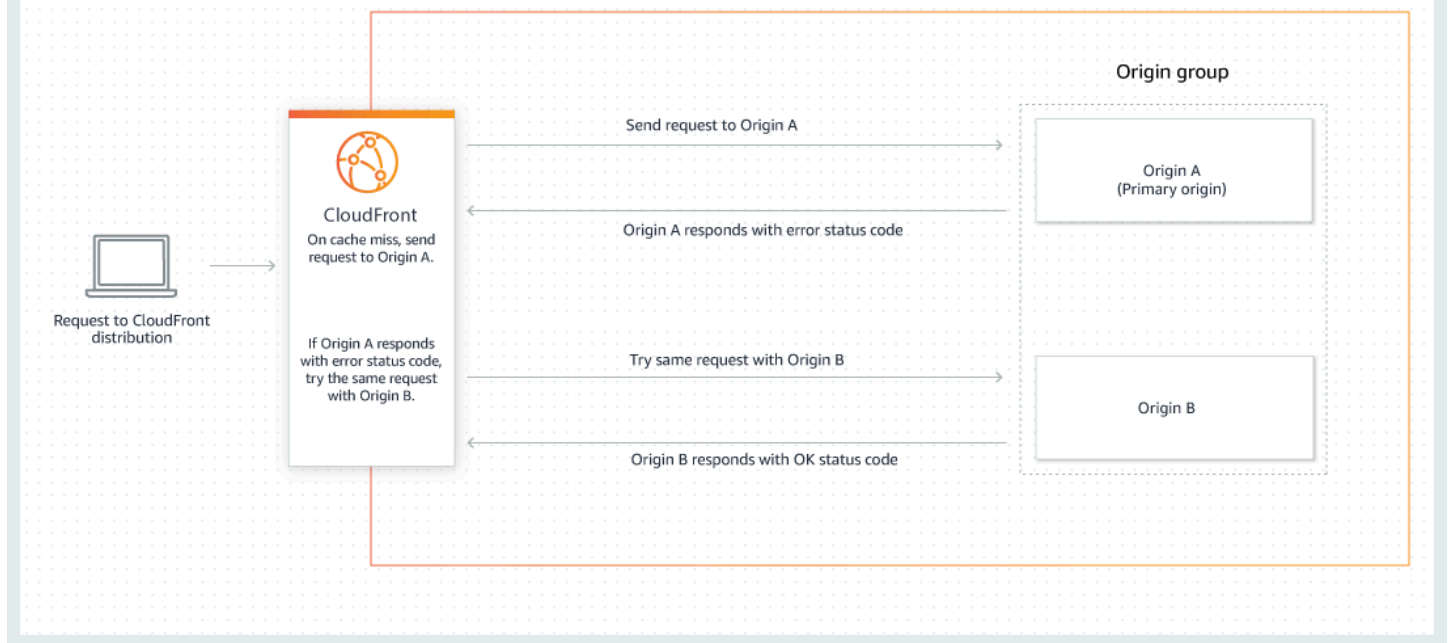 Origin group
Send request to Origin A
Origin A
(Primary origin)
CloudFront
On cache miss, send
request to Origin A.
Origin A responds with error status code
Request to CloudFront
distribution
If Origin A responds
with error status code,
try the same request
with Origin B.
Try same request with Origin B
Origin B
Origin B responds with OK status code